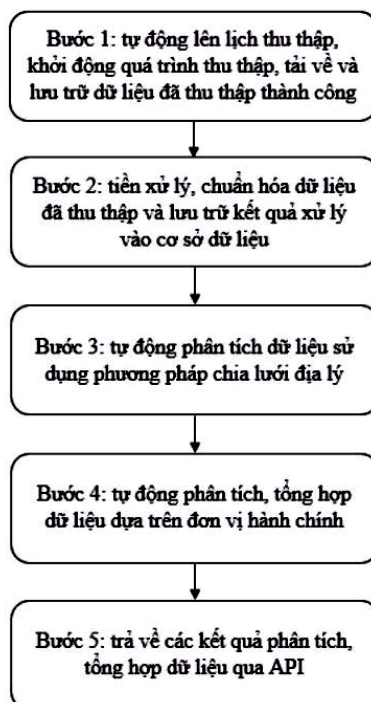 Bước 1: tự động lên lịch thu thập,
khởi động quá trình thu thập, tải về và
lưu trữ dữ liệu đã thu thập thành công
Bước 2: tiền xử lý, chuẩn hóa dữ liệu
đã thu thập và lưu trữ kết quả xử lý
vào cơ sở dữ liệu
Bước 3: tự động phân tích dữ liệu sử
dụng phương pháp chia lưới địa lý
Bước 4: tự động phân tích, tổng hợp
dữ liệu dựa trên đơn vị hành chính
Bước 5: trả về các kết quả phân tích,
tổng hợp dữ liệu qua API